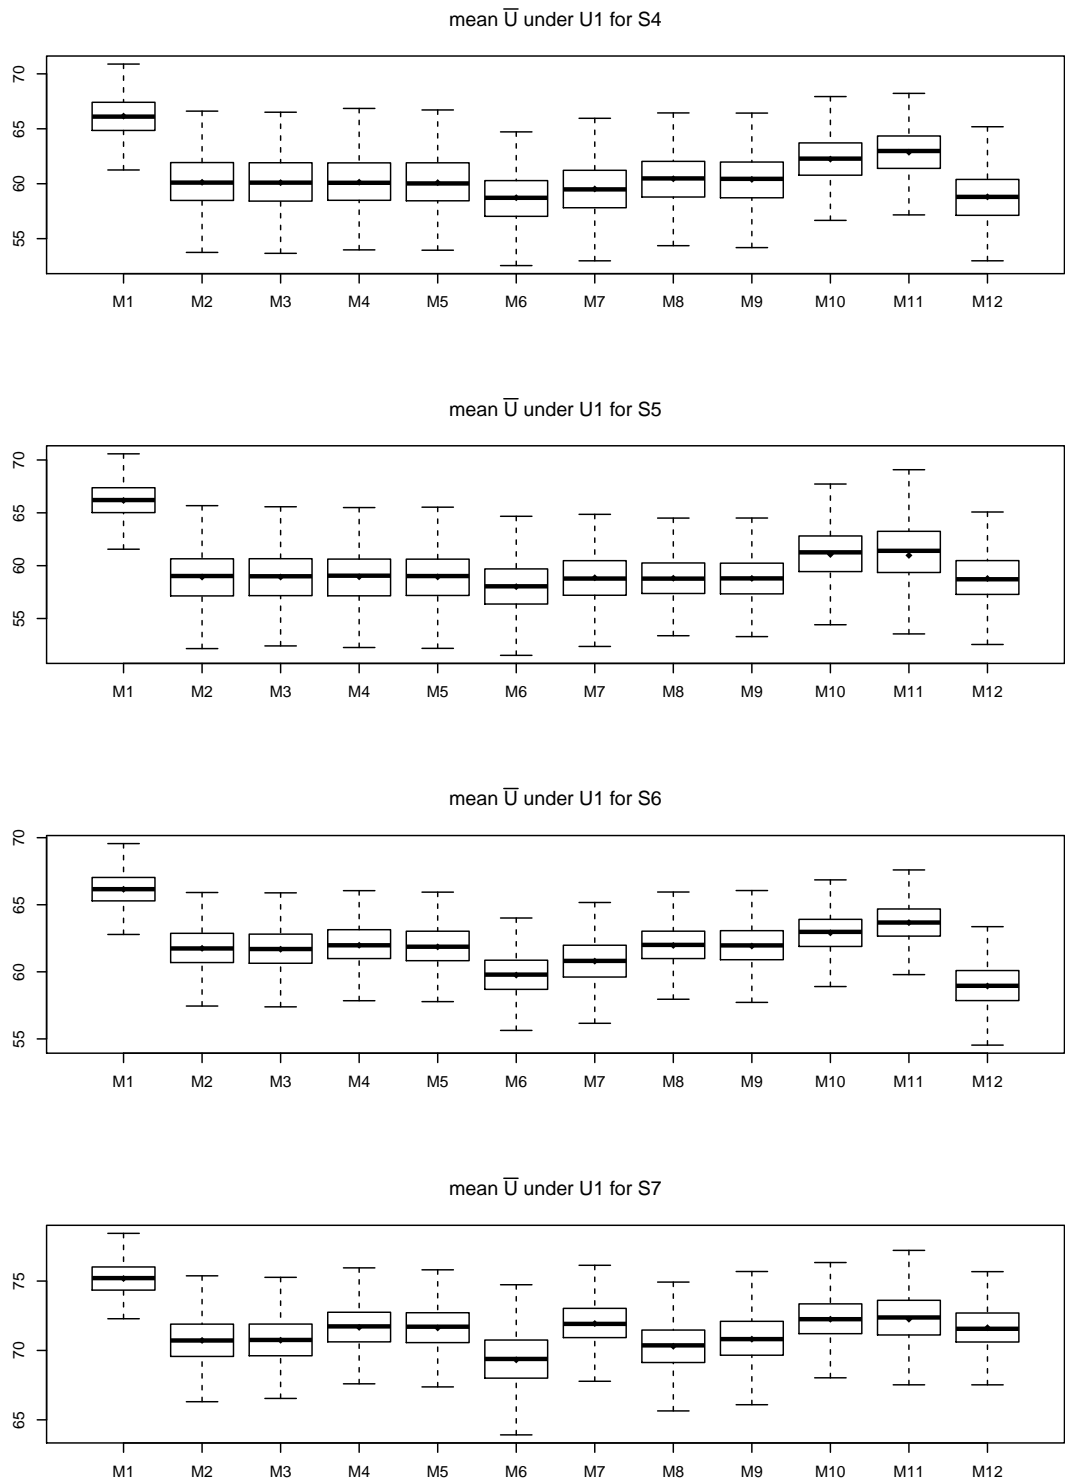 mean U̅ under U1 for S4
70
65
60
55
M1 M2 M3 M4 M5 M6 M7 M8 M9 M10 M11 M12
mean U̅ under U1 for S5
70
65
60
55
M1 M2 M3 M4 M5 M6 M7 M8 M9 M10 M11 M12
mean U̅ under U1 for S6
70
65
60
55
M1 M2 M3 M4 M5 M6 M7 M8 M9 M10 M11 M12
mean U̅ under U1 for S7
75
70
65
M1 M2 M3 M4 M5 M6 M7 M8 M9 M10 M11 M12